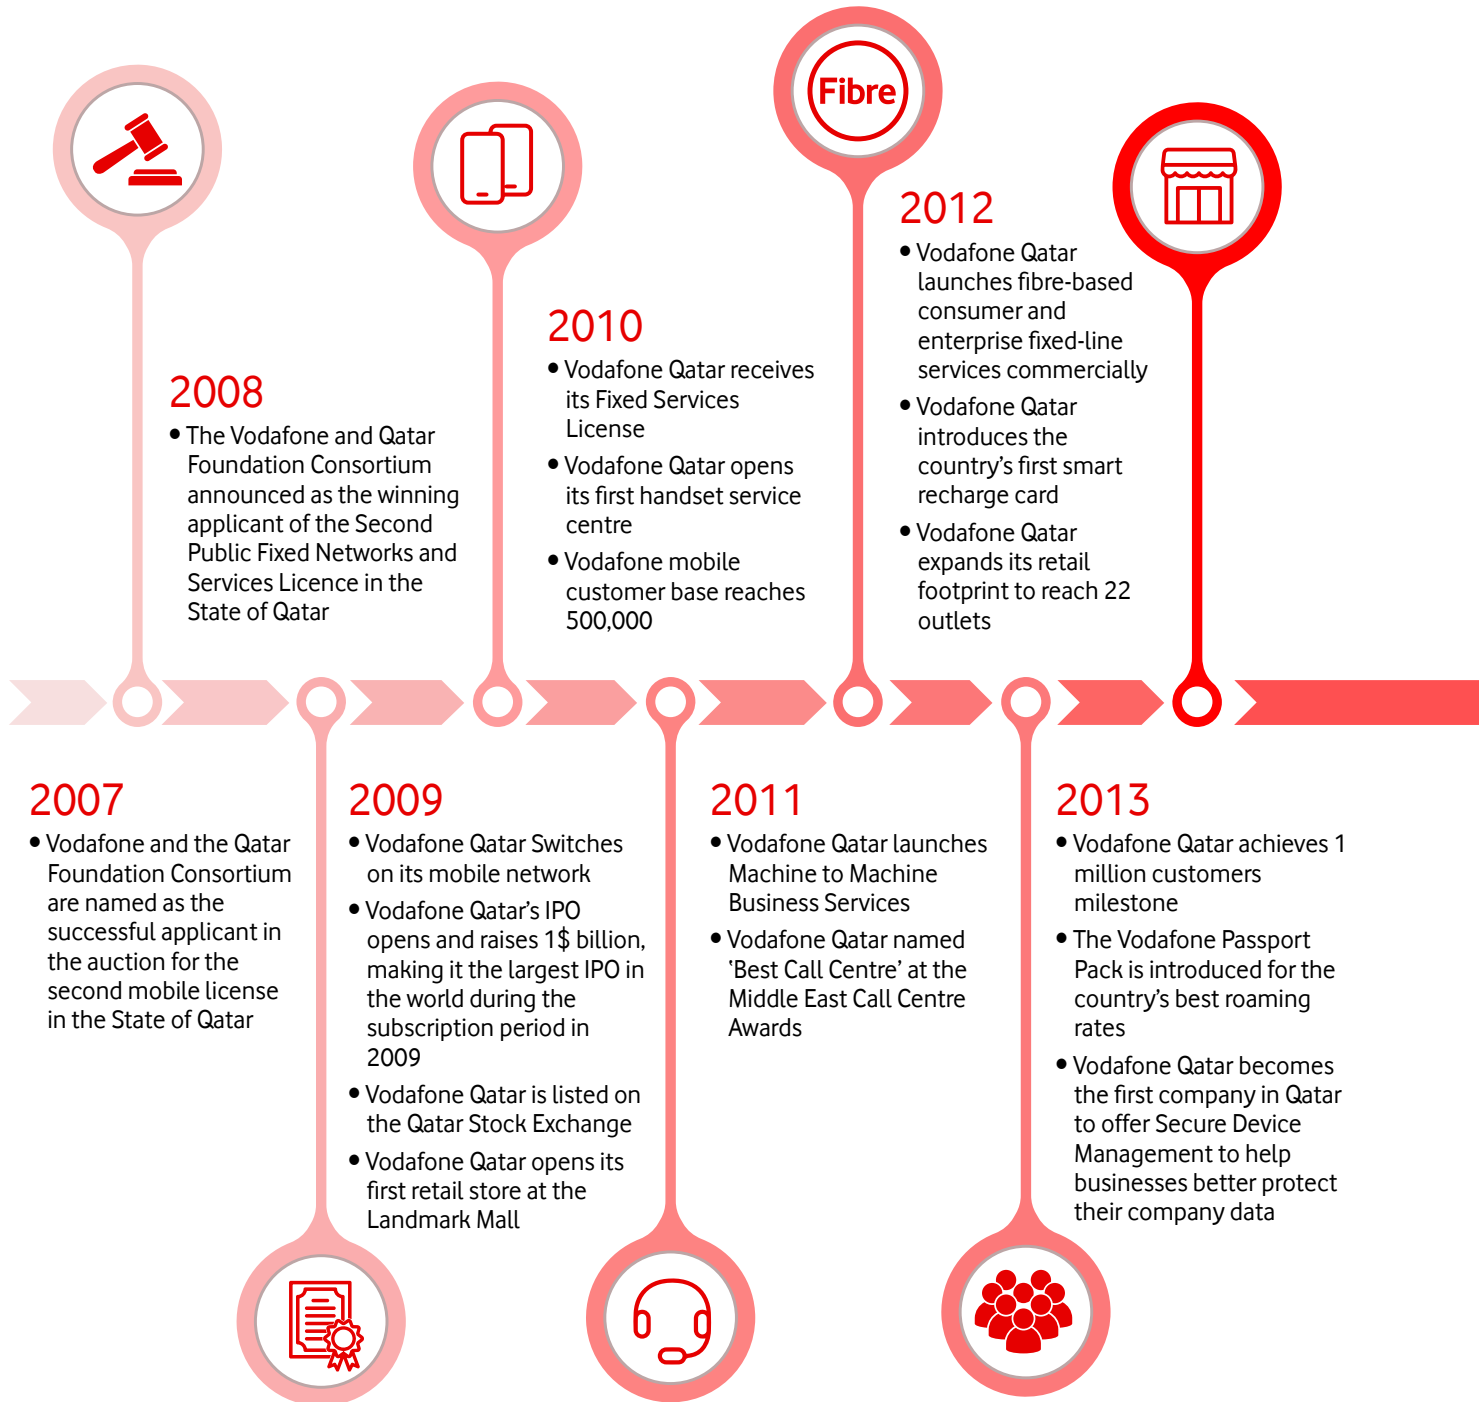 Fibre
2012
• Vodafone Qatar
launches fibre-based
consumer and
enterprise fixed-line
services commercially
• Vodafone Qatar
introduces the
country's first smart
recharge card
• Vodafone Qatar
expands its retail
footprint to reach 22
outlets
2010
• Vodafone Qatar receives
its Fixed Services
License
• Vodafone Qatar opens
its first handset service
centre
• Vodafone mobile
customer base reaches
500,000
2008
• The Vodafone and Qatar
Foundation Consortium
announced as the winning
applicant of the Second
Public Fixed Networks and
Services Licence in the
State of Qatar
2007
• Vodafone and the Qatar
Foundation Consortium
are named as the
successful applicant in
the auction for the
second mobile license
in the State of Qatar
2009
• Vodafone Qatar Switches
on its mobile network
• Vodafone Qatar's IPO
opens and raises 1$ billion,
making it the largest IPO in
the world during the
subscription period in
2009
• Vodafone Qatar is listed on
the Qatar Stock Exchange
• Vodafone Qatar opens its
first retail store at the
Landmark Mall
2011
• Vodafone Qatar launches
Machine to Machine
Business Services
• Vodafone Qatar named
'Best Call Centre' at the
Middle East Call Centre
Awards
2013
• Vodafone Qatar achieves 1
million customers
milestone
• The Vodafone Passport
Pack is introduced for the
country's best roaming
rates
• Vodafone Qatar becomes
the first company in Qatar
to offer Secure Device
Management to help
businesses better protect
their company data